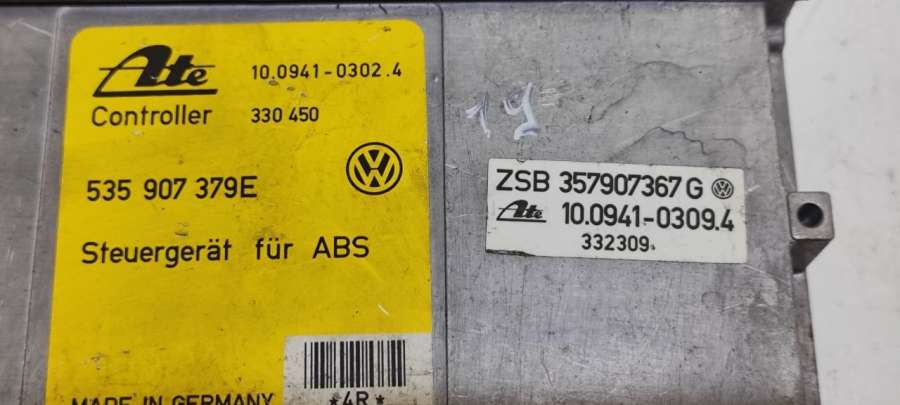 Ate 10.0941-0302.4
Controller 330 450
535 907 379E
Steuergerät für ABS
*4R*
MADE IN GERMANY
19
ZSB 357907367 G
Ate 10.0941-0309.4
332309